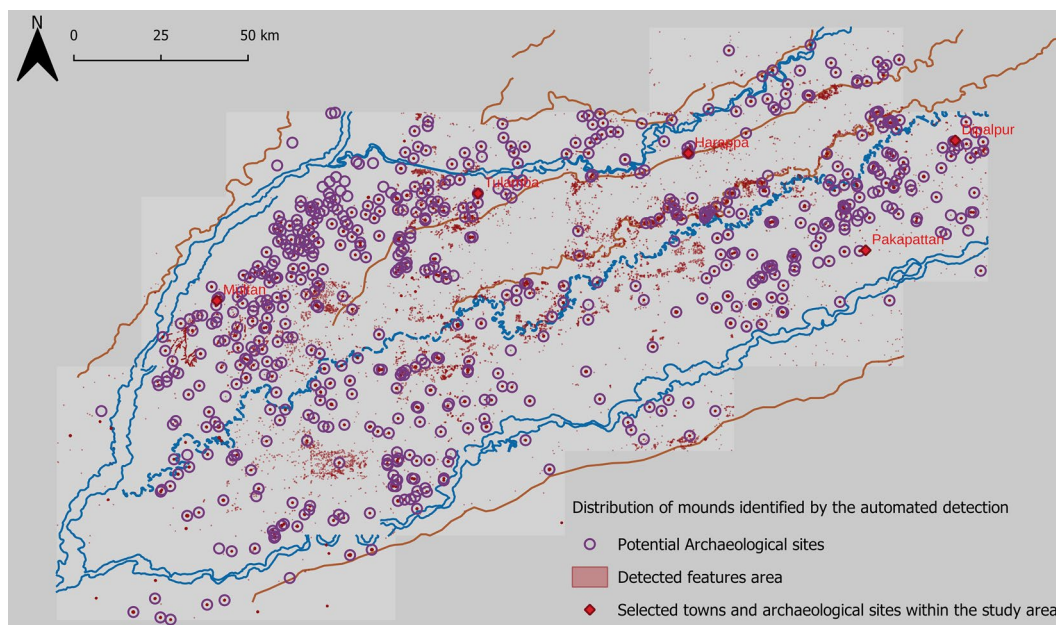 N
0 25 50 km
Harappa
Dipalpur
Tulamba
Pakapattan
Multan
Distribution of mounds identified by the automated detection
Potential Archaeological sites
Detected features area
Selected towns and archaeological sites within the study area